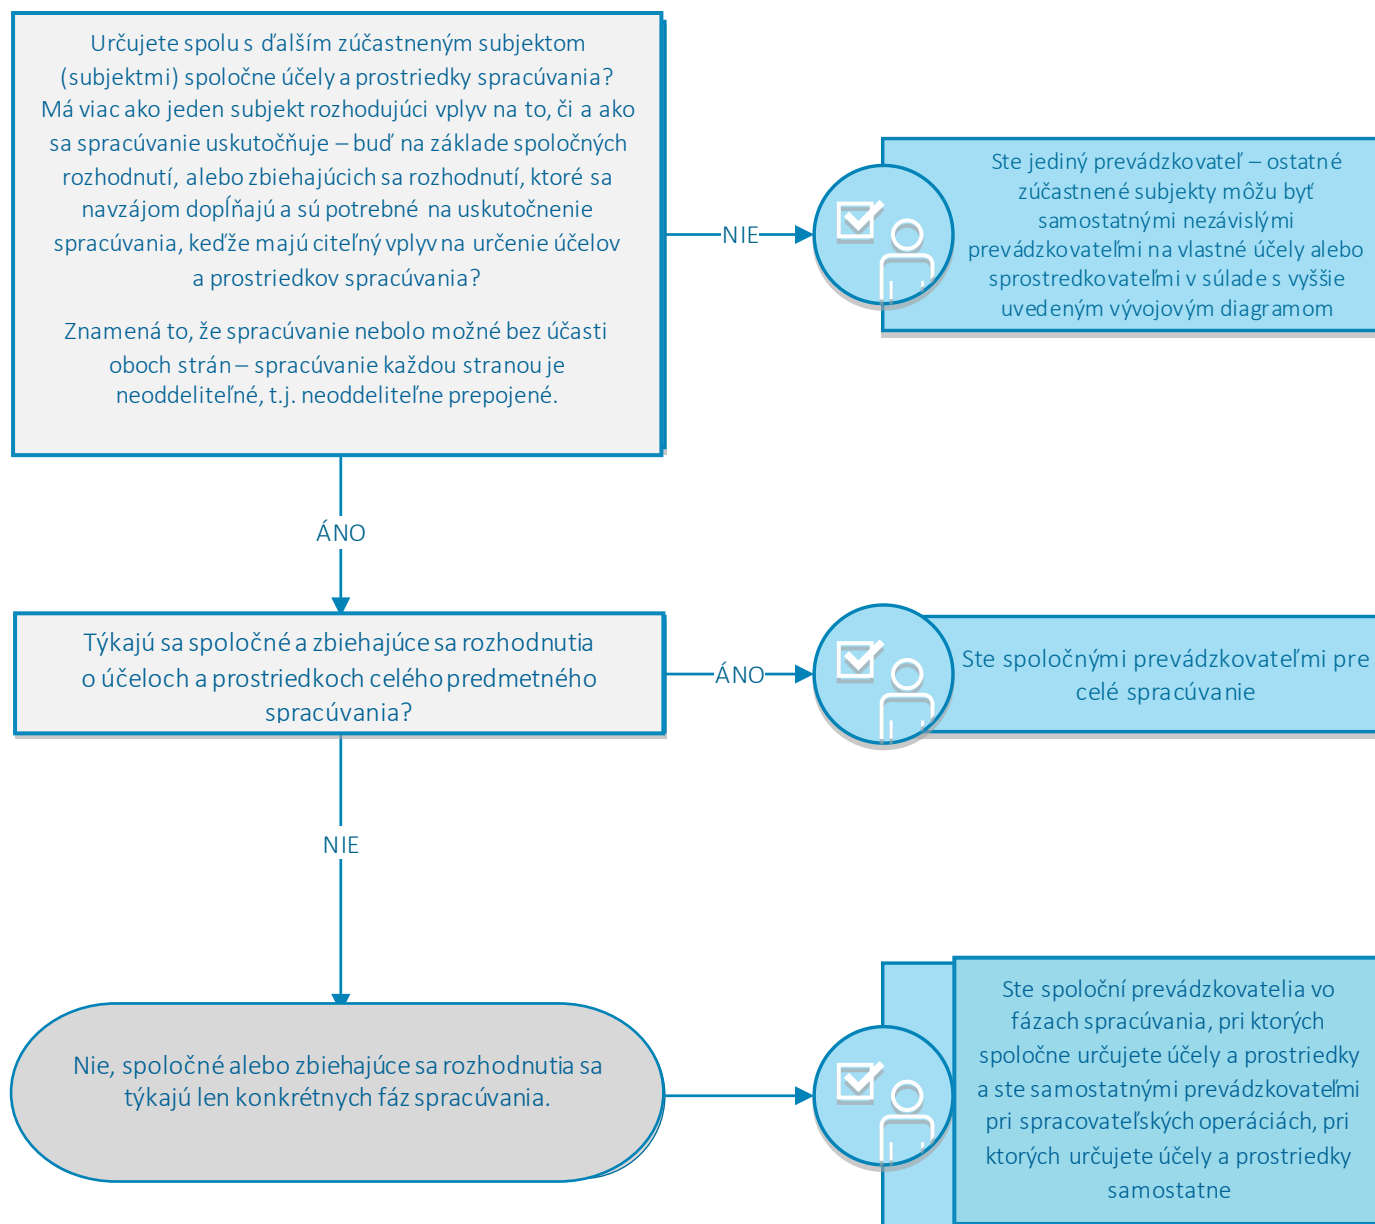 Určujete spolu s ďalším zúčastneným subjektom
(subjektmi) spoločne účely a prostriedky spracúvania?
Má viac ako jeden subjekt rozhodujúci vplyv na to, či a ako
sa spracúvanie uskutočňuje – buď na základe spoločných
rozhodnutí, alebo zbiehajúcich sa rozhodnutí, ktoré sa
navzájom dopĺňajú a sú potrebné na uskutočnenie
spracúvania, keďže majú citeľný vplyv na určenie účelov
a prostriedkov spracúvania?
Znamená to, že spracúvanie nebolo možné bez účasti
oboch strán – spracúvanie každou stranou je
neoddeliteľné, t.j. neoddeliteľne prepojené.
NIE
Ste jediný prevádzkovateľ – ostatné
zúčastnené subjekty môžu byť
samostatnými nezávislými
prevádzkovateľmi na vlastné účely alebo
sprostredkovateľmi v súlade s vyššie
uvedeným vývojovým diagramom
ÁNO
Týkajú sa spoločné a zbiehajúce sa rozhodnutia
o účeloch a prostriedkoch celého predmetného
spracúvania?
ÁNO
Ste spoločnými prevádzkovateľmi pre
celé spracúvanie
NIE
Nie, spoločné alebo zbiehajúce sa rozhodnutia sa
týkajú len konkrétnych fáz spracúvania.
Ste spoloční prevádzkovatelia vo
fázach spracúvania, pri ktorých
spoločne určujete účely a prostriedky
a ste samostatnými prevádzkovateľmi
pri spracovateľských operáciách, pri
ktorých určujete účely a prostriedky
samostatne